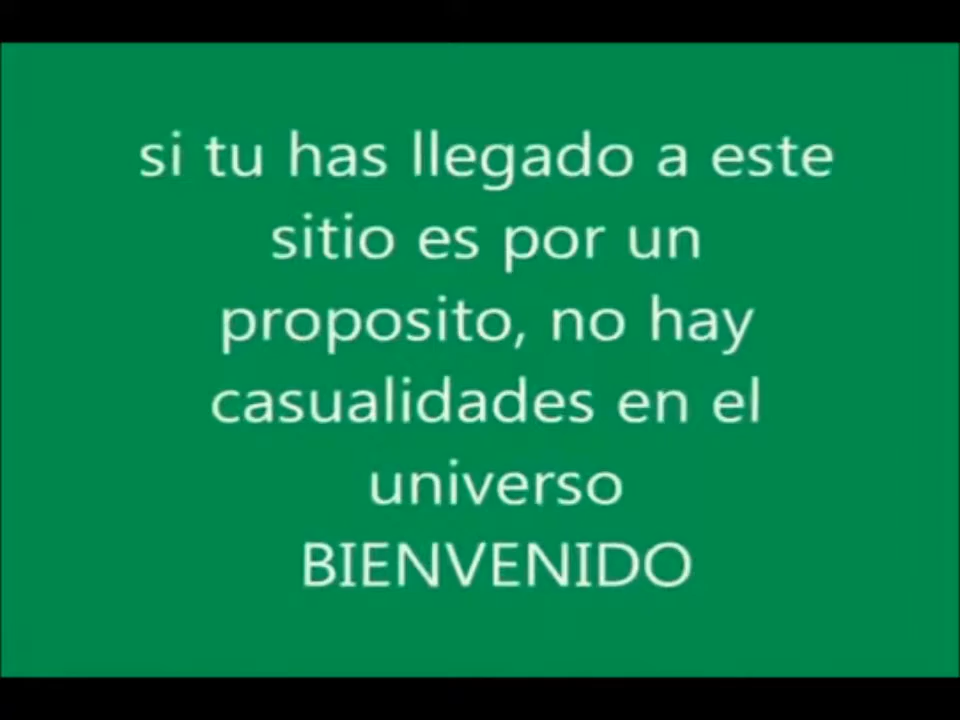 si tu has llegado a este
sitio es por un
proposito, no hay
casualidades en el
universo
BIENVENIDO